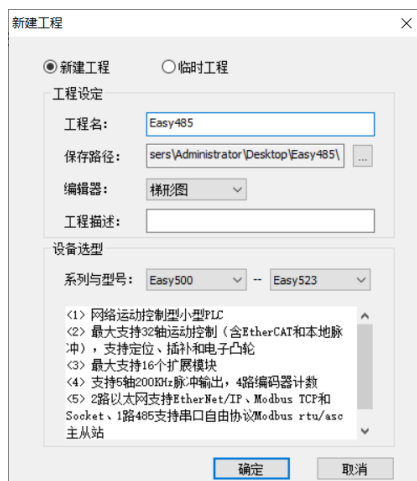 新建工程
新建工程 临时工程
工程设定
工程名: Easy485
保存路径: sers\Administrator\Desktop\Easy485\ ...
编辑器: 梯形图
工程描述:
设备选型
系列与型号: Easy500 -- Easy523
<1> 网络运动控制型小型PLC
<2> 最大支持32轴运动控制（含EtherCAT和本地脉
冲），支持定位、插补和电子凸轮
<3> 最大支持16个扩展模块
<4> 支持5轴200KHz脉冲输出，4路编码器计数
<5> 2路以太网支持EtherNet/IP、Modbus TCP和
Socket、1路485支持串口自由协议Modbus rtu/asc
主从站
确定 取消